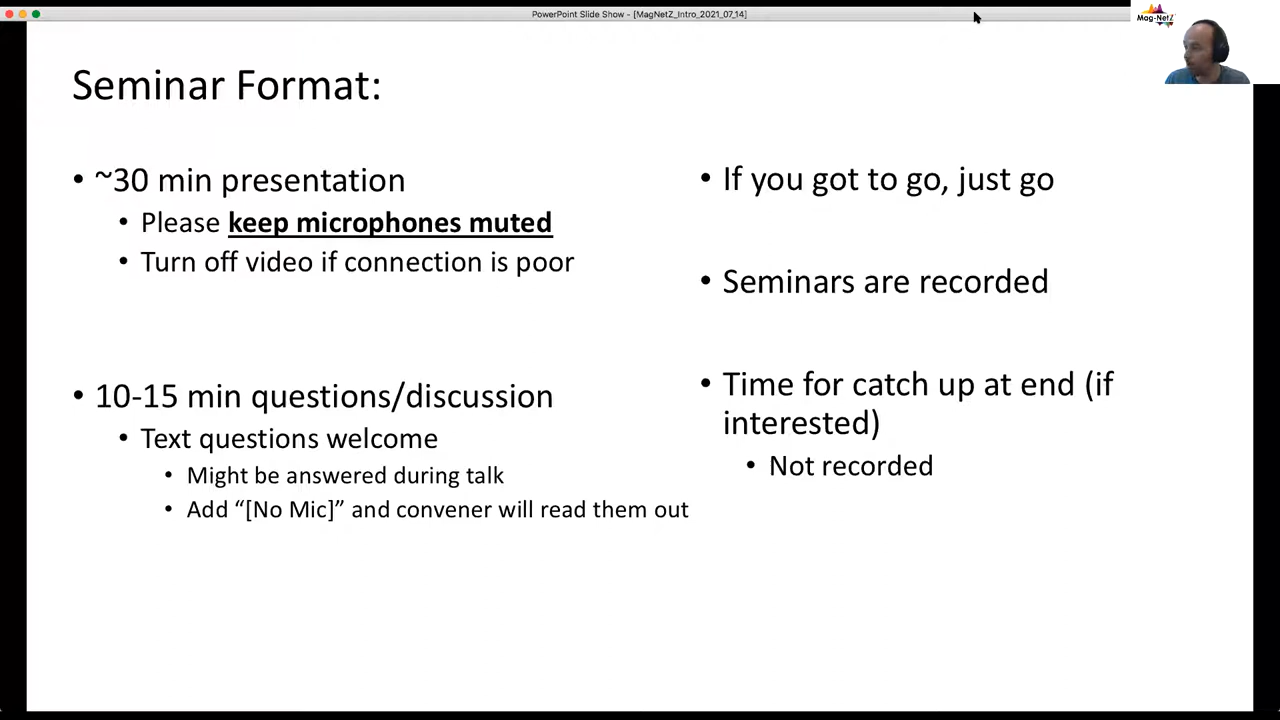 PowerPoint Slide Show - [MagNetZ_Intro_2021_07_14]
Mag-NetZ
Seminar Format:
• ~30 min presentation
• Please keep microphones muted
• Turn off video if connection is poor
• 10-15 min questions/discussion
• Text questions welcome
• Might be answered during talk
• Add “[No Mic]” and convener will read them out
• If you got to go, just go
• Seminars are recorded
• Time for catch up at end (if
interested)
• Not recorded